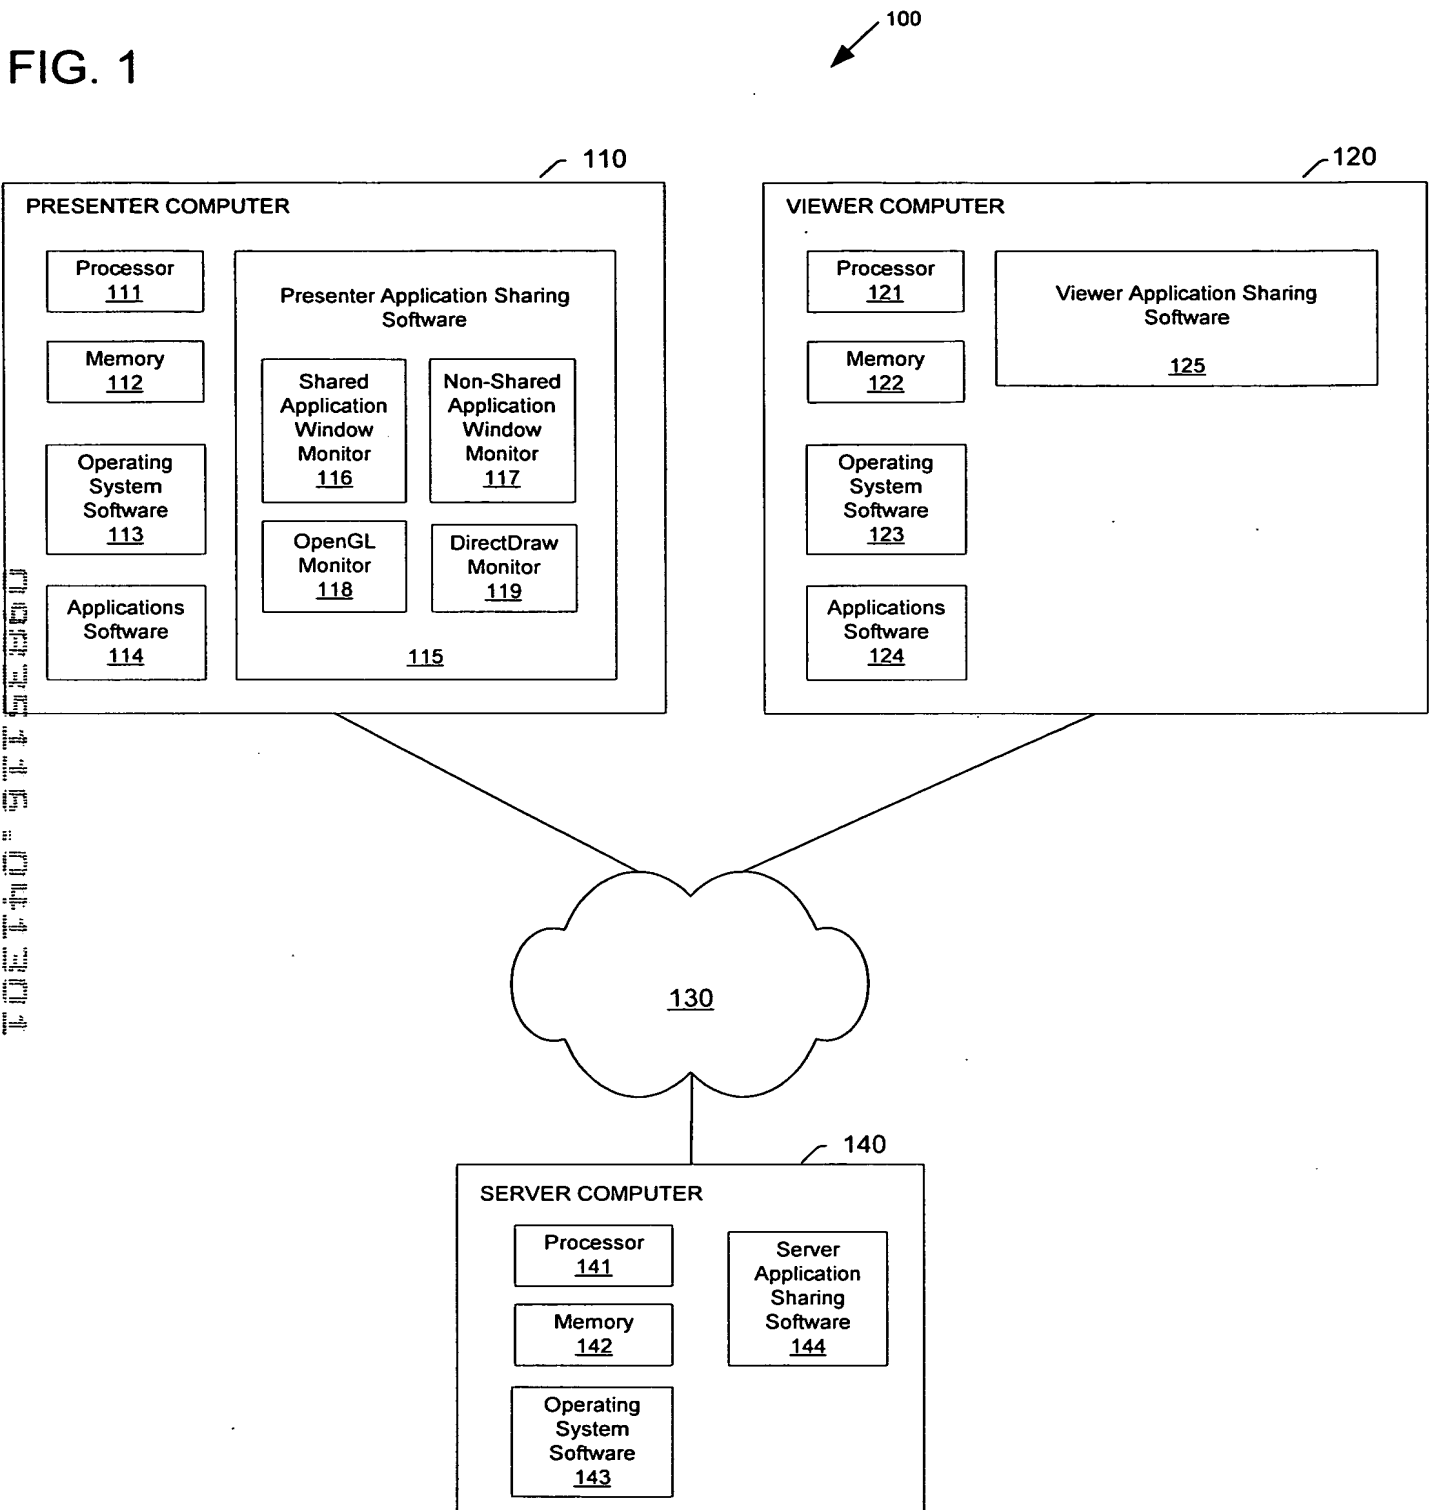 FIG. 1
100
110
PRESENTER COMPUTER
Processor
111
Memory
112
Operating
System
Software
113
Applications
Software
114
Presenter Application Sharing
Software
Shared
Application
Window
Monitor
116
Non-Shared
Application
Window
Monitor
117
OpenGL
Monitor
118
DirectDraw
Monitor
119
115
120
VIEWER COMPUTER
Processor
121
Memory
122
Operating
System
Software
123
Applications
Software
124
Viewer Application Sharing
Software
125
130
140
SERVER COMPUTER
Processor
141
Memory
142
Operating
System
Software
143
Server
Application
Sharing
Software
144